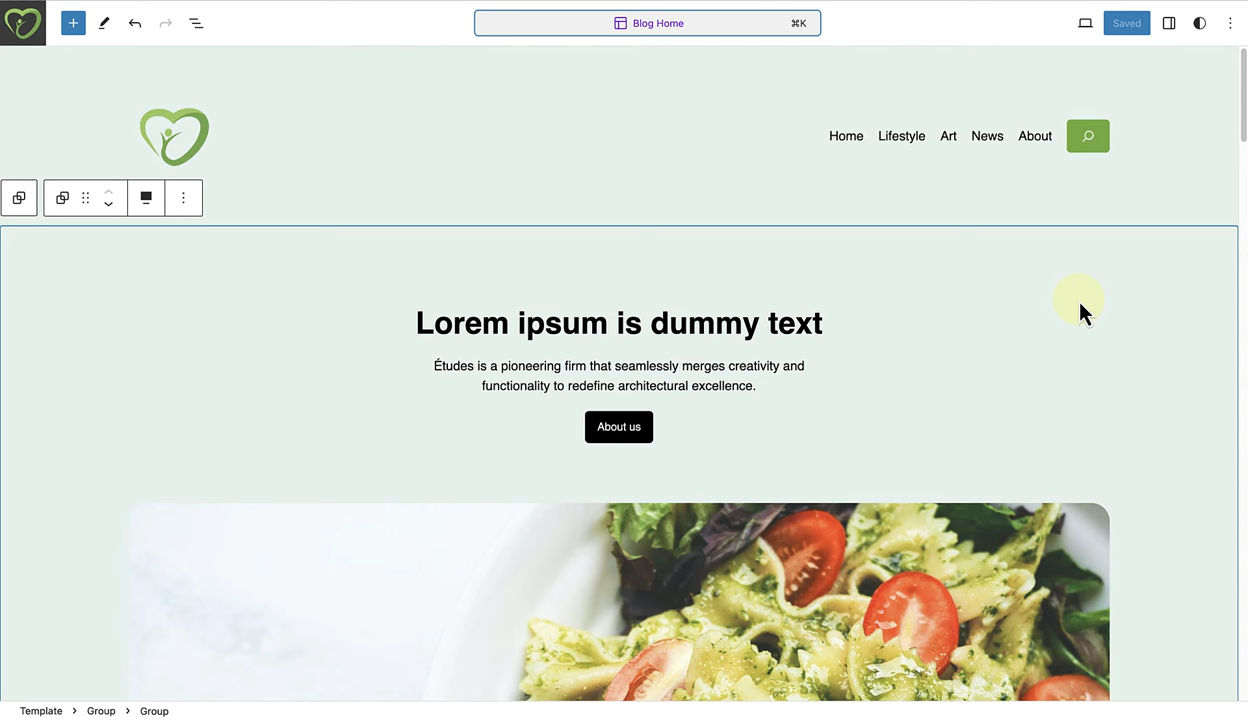 Blog Home
⌘K
Saved
Home Lifestyle Art News About
Lorem ipsum is dummy text
Études is a pioneering firm that seamlessly merges creativity and
functionality to redefine architectural excellence.
About us
Template > Group > Group